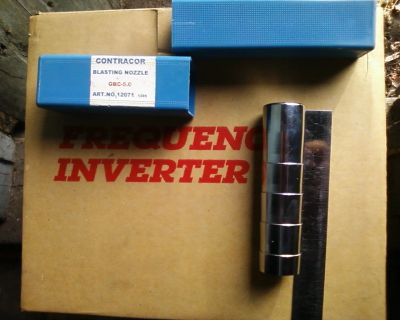 CONTRACOR
BLASTING NOZZLE
GBC-5.0
ART.NO.12071
FREQUENC
INVERTER